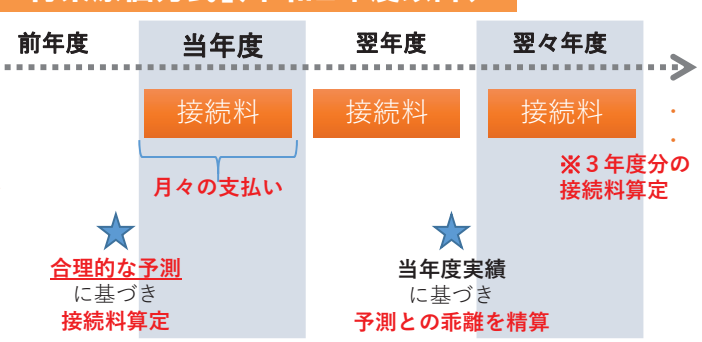 前年度
当年度
翌年度
翌々年度
接続料
接続料
接続料
※３年度分の
接続料算定
月々の支払い
合理的な予測
に基づき
接続料算定
当年度実績
に基づき
予測との乖離を精算